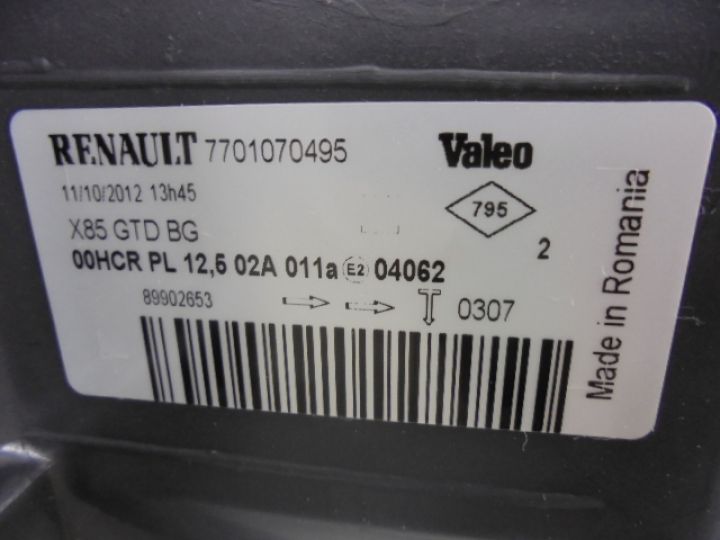 RENAULT 7701070495 Valeo
11/10/2012 13h45
795
X85 GTD BG
2
00HCR PL 12,5 02A 011a E2 04062
89902653 0307
Made in Romania